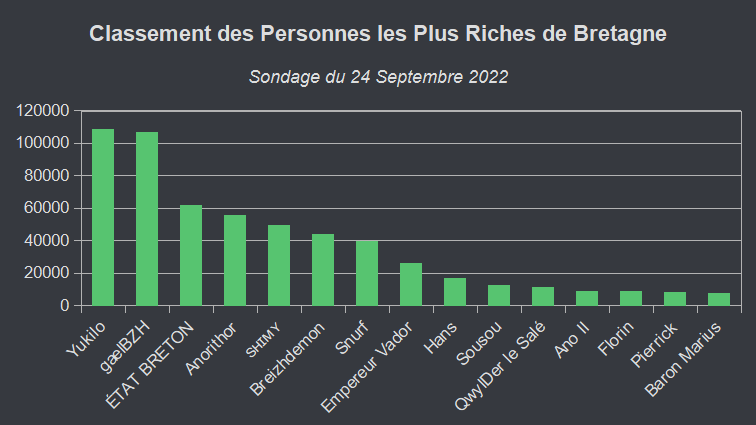 Classement des Personnes les Plus Riches de Bretagne
Sondage du 24 Septembre 2022
120000
100000
80000
60000
40000
20000
0
Yukilo
gælBZH
ÉTAT BRETON
Anorithor
SHIMY
Breizhdemon
Snurf
Empereur Vador
Hans
Sousou
QwylDer le Salé
Ano II
Florin
Pierrick
Baron Marius